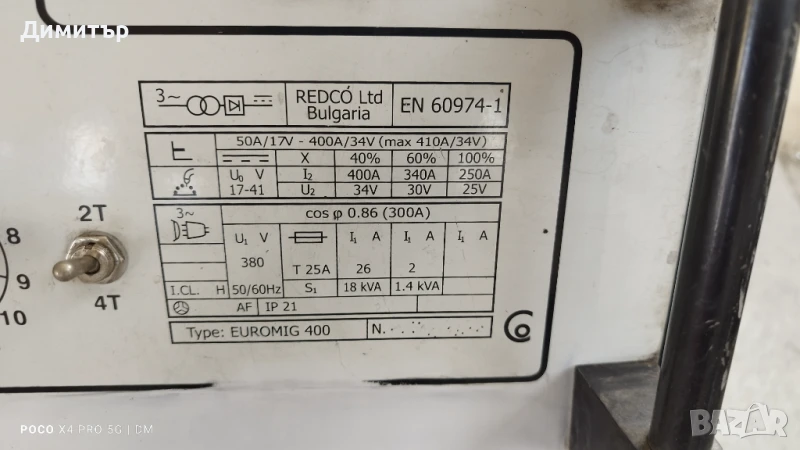 Димитър
3~ REDCÓ Ltd Bulgaria EN 60974-1
50A/17V - 400A/34V (max 410A/34V)
X 40% 60% 100%
U₀ V I₂ 400A 340A 250A
17-41 U₂ 34V 30V 25V
3~ cos φ 0.86 (300A)
U₁ V I₁ A I₁ A I₁ A
380 T 25A 26 2
I.CL. H 50/60Hz S₁ 18 kVA 1.4 kVA
AF IP 21
Type: EUROMIG 400 N.
2T
4T
8
9
10
POCO X4 PRO 5G | DM
BAZAR